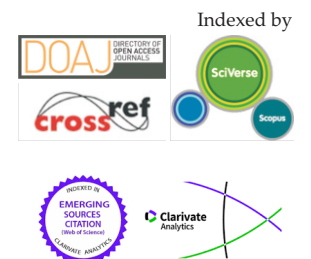 Indexed by
DOAJ DIRECTORY OF
OPEN ACCESS
JOURNALS
crossref
SciVerse
Scopus
INDEXED IN
EMERGING
SOURCES
CITATION
(Web of Science)
CLARIVATE ANALYTICS
Clarivate
Analytics